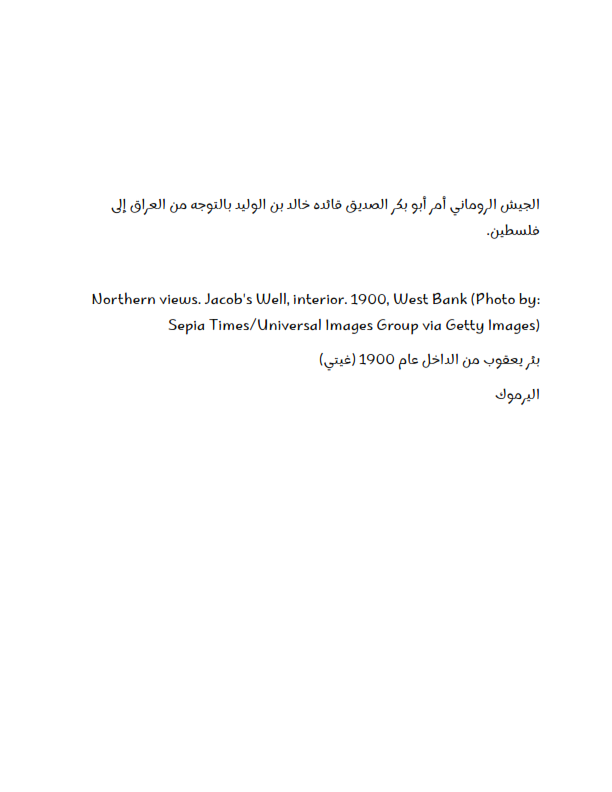 الجيش الروماني أمر أبو بكر الصديق قائده خالد بن الوليد بالتوجه من العراق إلى
فلسطين.
Northern views. Jacob's Well, interior. 1900, West Bank (Photo by:
Sepia Times/Universal Images Group via Getty Images)
بئر يعقوب من الداخل عام 1900 (غيتي)
اليرموك